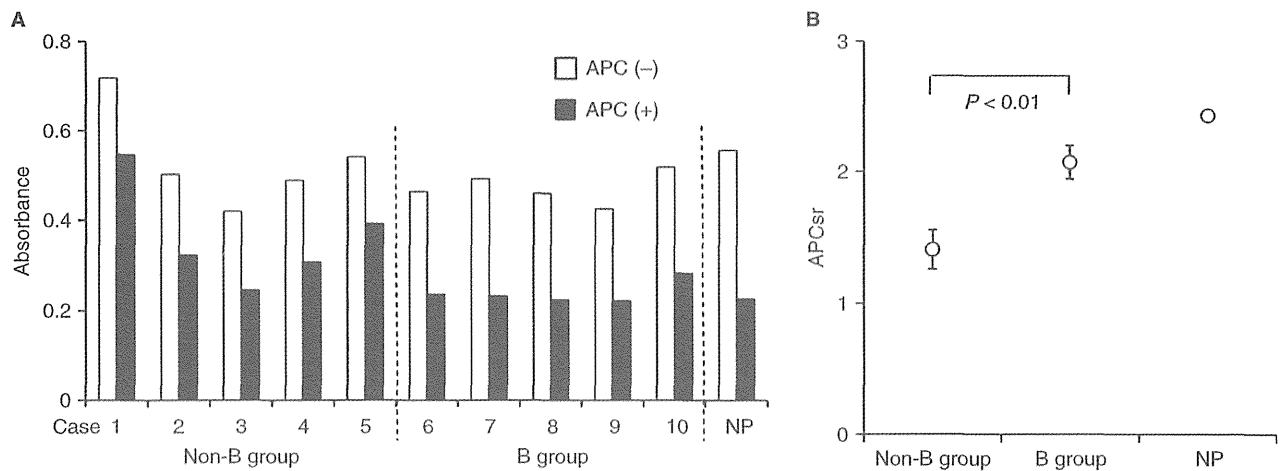 A
0.8
0.6
0.4
0.2
0
Absorbance
APC (–)
APC (+)
Case 1 2 3 4 5 6 7 8 9 10 NP
Non-B group B group
B
3
2
1
0
APCsr
P < 0.01
Non-B group B group NP